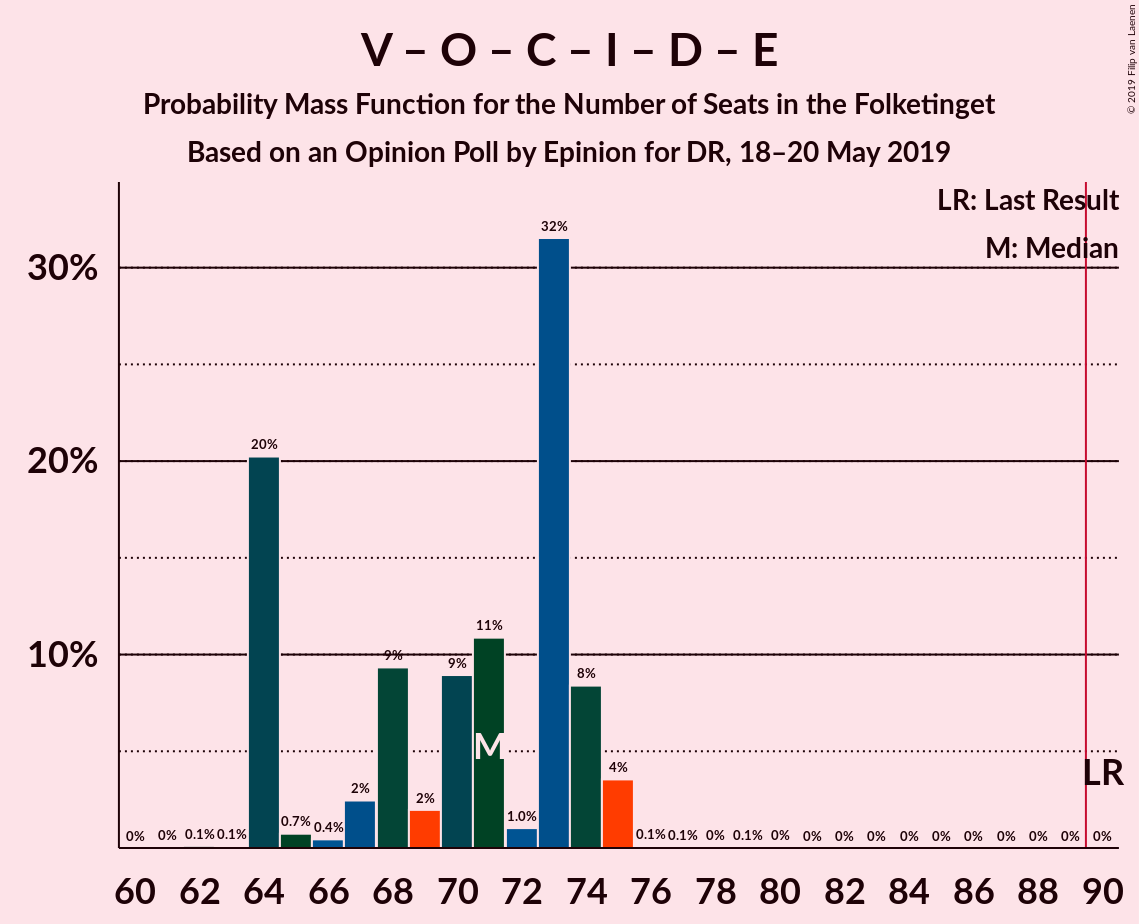 V – O – C – I – D – E
Probability Mass Function for the Number of Seats in the Folketinget
Based on an Opinion Poll by Epinion for DR, 18–20 May 2019
© 2019 Filip van Laenen
LR: Last Result
M: Median
30%
20%
10%
0% 0% 0.1% 0.1% 20% 0.7% 0.4% 2% 9% 2% 9% 11% 1.0% 32% 8% 4% 0.1% 0.1% 0% 0.1% 0% 0% 0% 0% 0% 0% 0% 0% 0% 0% 0%
M
LR
60 62 64 66 68 70 72 74 76 78 80 82 84 86 88 90